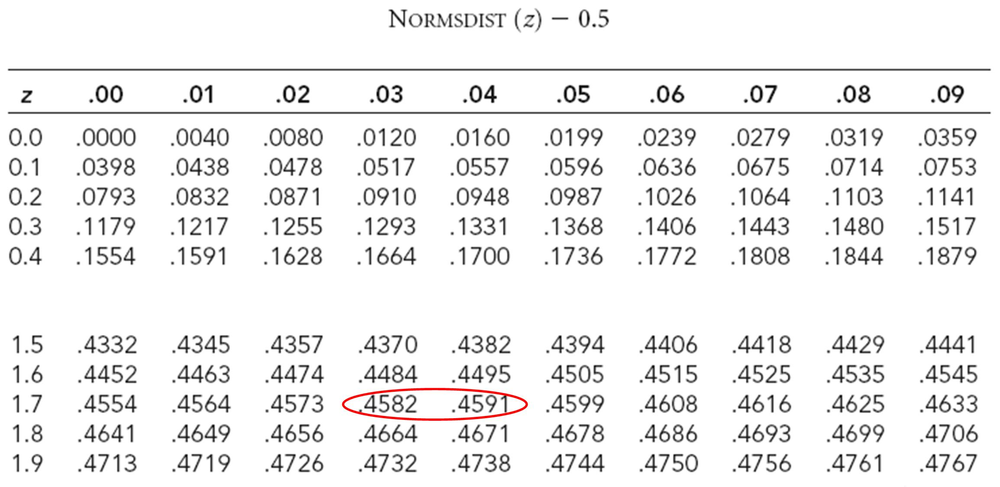 NORMSDIST (z) − 0.5
z .00 .01 .02 .03 .04 .05 .06 .07 .08 .09
0.0 .0000 .0040 .0080 .0120 .0160 .0199 .0239 .0279 .0319 .0359
0.1 .0398 .0438 .0478 .0517 .0557 .0596 .0636 .0675 .0714 .0753
0.2 .0793 .0832 .0871 .0910 .0948 .0987 .1026 .1064 .1103 .1141
0.3 .1179 .1217 .1255 .1293 .1331 .1368 .1406 .1443 .1480 .1517
0.4 .1554 .1591 .1628 .1664 .1700 .1736 .1772 .1808 .1844 .1879
1.5 .4332 .4345 .4357 .4370 .4382 .4394 .4406 .4418 .4429 .4441
1.6 .4452 .4463 .4474 .4484 .4495 .4505 .4515 .4525 .4535 .4545
1.7 .4554 .4564 .4573 .4582 .4591 .4599 .4608 .4616 .4625 .4633
1.8 .4641 .4649 .4656 .4664 .4671 .4678 .4686 .4693 .4699 .4706
1.9 .4713 .4719 .4726 .4732 .4738 .4744 .4750 .4756 .4761 .4767